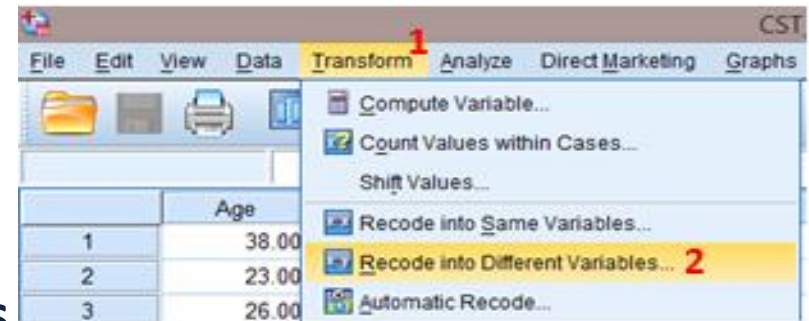 CST
1
File Edit View Data Transform Analyze Direct Marketing Graphs
Compute Variable...
Count Values within Cases...
Shift Values...
Age
Recode into Same Variables...
1 38.00
Recode into Different Variables... 2
2 23.00
Automatic Recode...
3 26.00
s